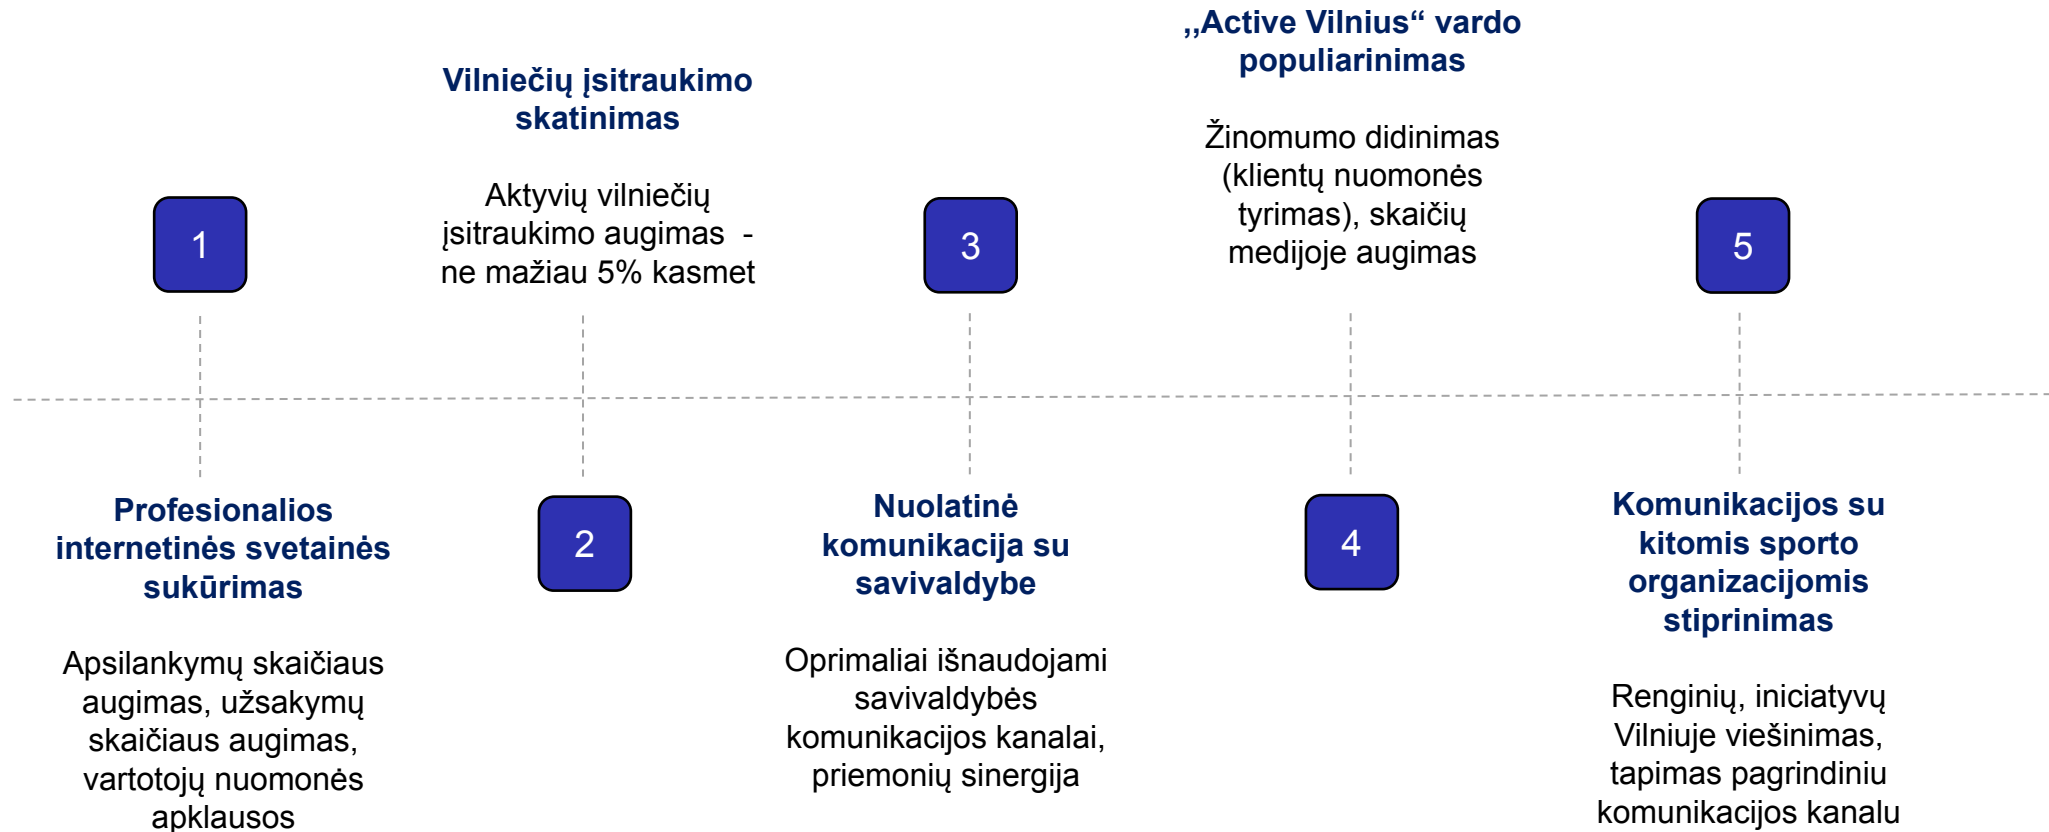 1
Profesionalios
internetinės svetainės
sukūrimas
Apsilankymų skaičiaus
augimas, užsakymų
skaičiaus augimas,
vartotojų nuomonės
apklausos
Vilniečių įsitraukimo
skatinimas
Aktyvių vilniečių
įsitraukimo augimas -
ne mažiau 5% kasmet
2
3
Nuolatinė
komunikacija su
savivaldybe
Oprimaliai išnaudojami
savivaldybės
komunikacijos kanalai,
priemonių sinergija
,,Active Vilnius“ vardo
populiarinimas
Žinomumo didinimas
(klientų nuomonės
tyrimas), skaičių
medijoje augimas
4
5
Komunikacijos su
kitomis sporto
organizacijomis
stiprinimas
Renginių, iniciatyvų
Vilniuje viešinimas,
tapimas pagrindiniu
komunikacijos kanalu